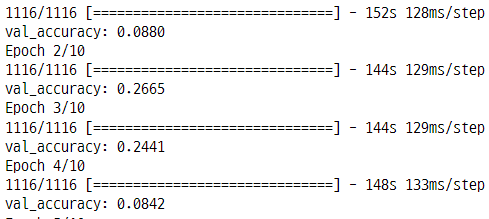 1116/1116 [==============================] - 152s 128ms/step
val_accuracy: 0.0880
Epoch 2/10
1116/1116 [==============================] - 144s 129ms/step
val_accuracy: 0.2665
Epoch 3/10
1116/1116 [==============================] - 144s 129ms/step
val_accuracy: 0.2441
Epoch 4/10
1116/1116 [==============================] - 148s 133ms/step
val_accuracy: 0.0842